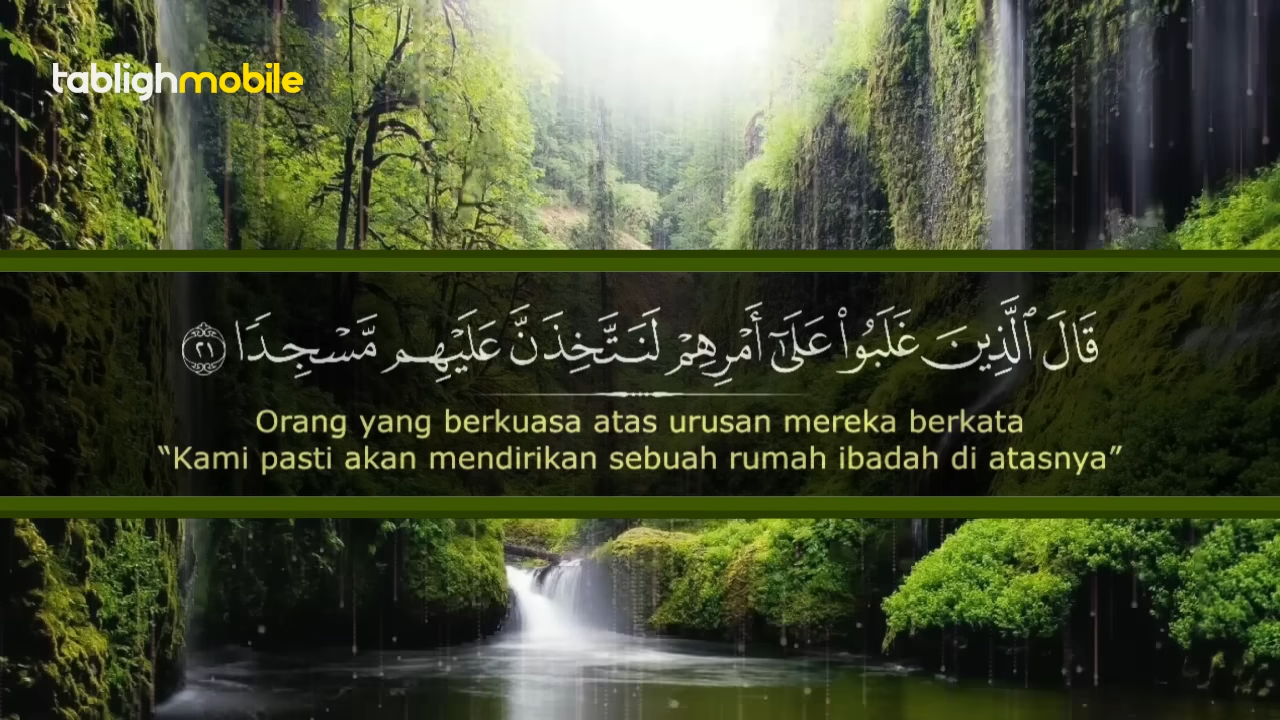 tablighmobile
قَالَ ٱلَّذِينَ غَلَبُوا۟ عَلَىٰٓ أَمْرِهِمْ لَنَتَّخِذَنَّ عَلَيْهِم مَّسْجِدًا ٢١
Orang yang berkuasa atas urusan mereka berkata
“Kami pasti akan mendirikan sebuah rumah ibadah di atasnya”